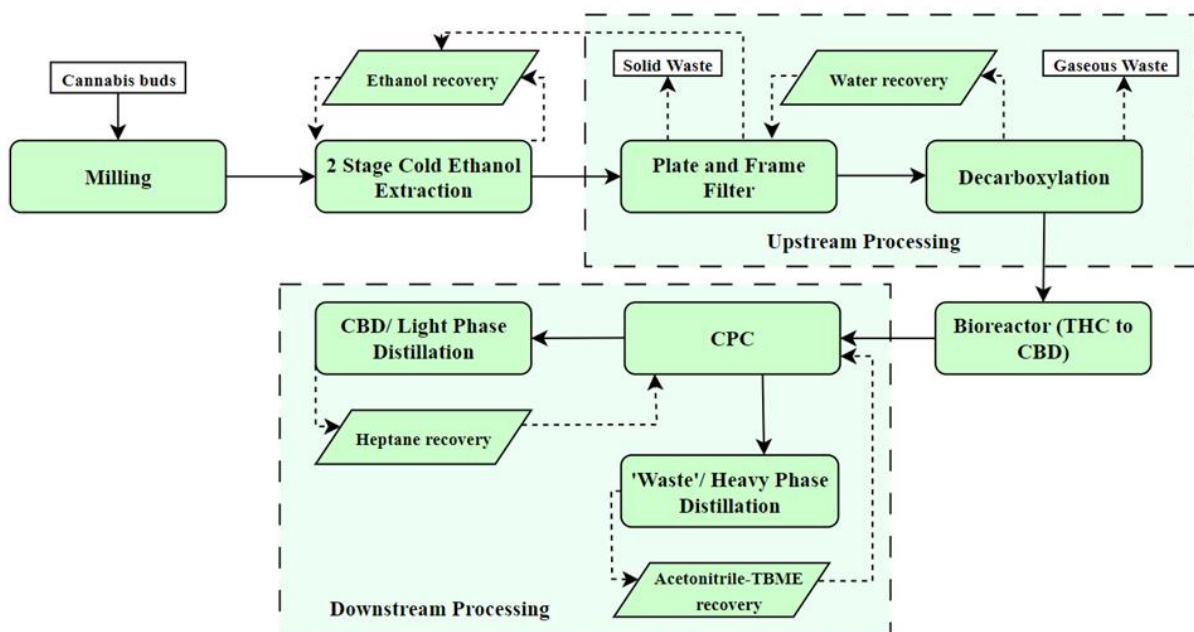 Cannabis buds
Ethanol recovery
Solid Waste
Water recovery
Gaseous Waste
Milling
2 Stage Cold Ethanol
Extraction
Plate and Frame
Filter
Decarboxylation
Upstream Processing
CBD/ Light Phase
Distillation
CPC
Bioreactor (THC to
CBD)
Heptane recovery
'Waste'/ Heavy Phase
Distillation
Acetonitrile-TBME
recovery
Downstream Processing